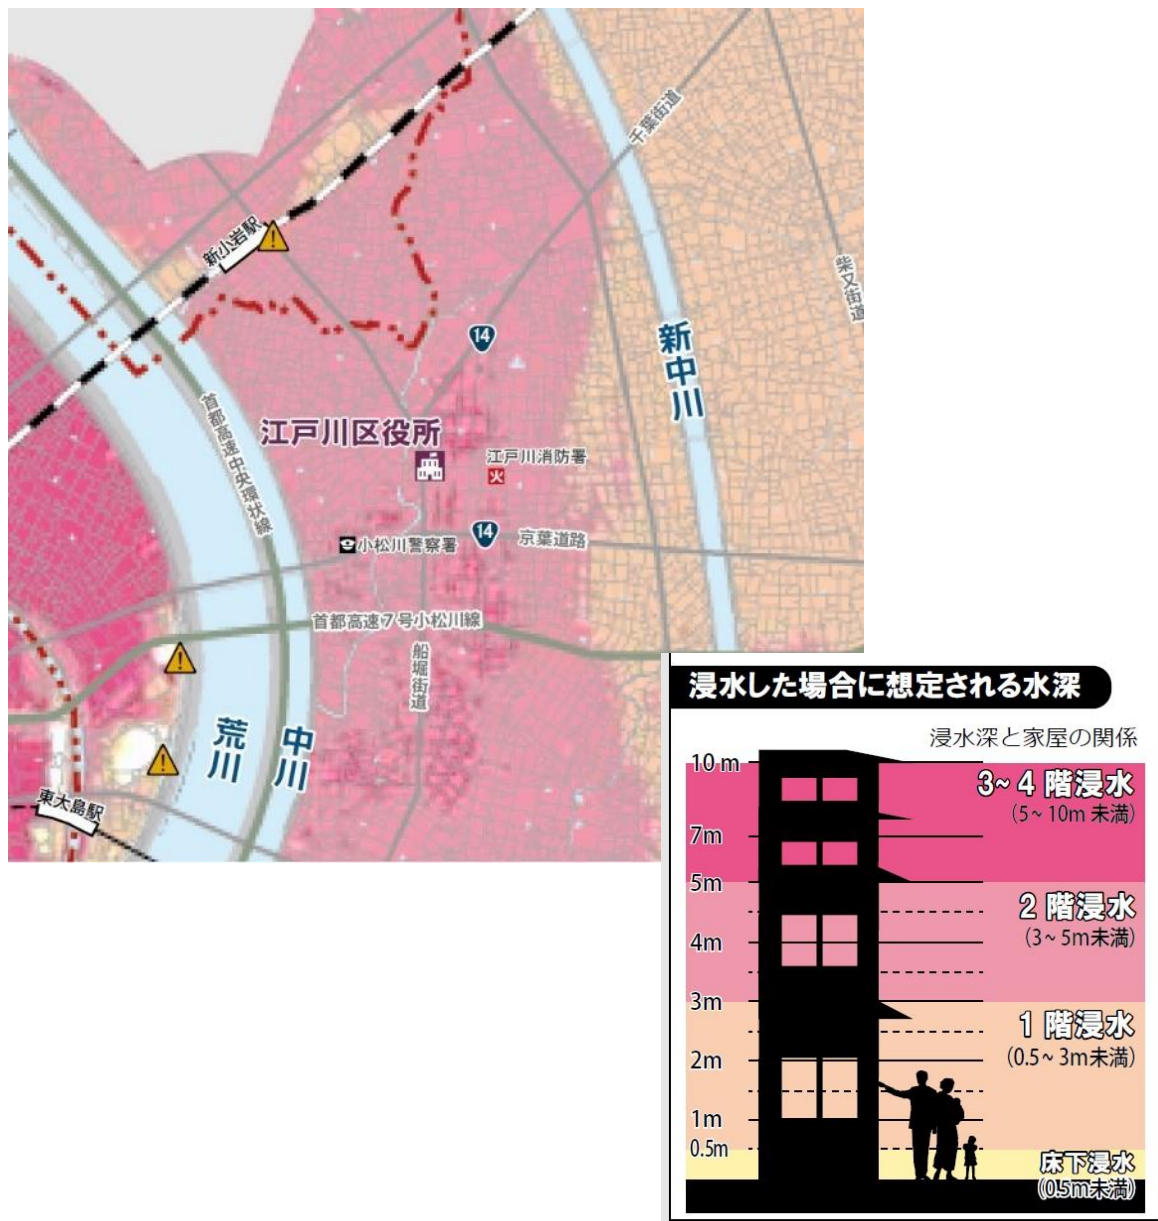 千葉街道
新小岩駅
柴又街道
14
新中川
首都高速中央環状線
江戸川区役所
江戸川消防署
火
14
京葉道路
小松川警察署
首都高速7号小松川線
船堀街道
荒川
中川
東大島駅
浸水した場合に想定される水深
浸水深と家屋の関係
10m
3~4階浸水
(5~10m未満)
7m
5m
2階浸水
(3~5m未満)
4m
3m
1階浸水
(0.5~3m未満)
2m
1m
0.5m
床下浸水
(0.5m未満)